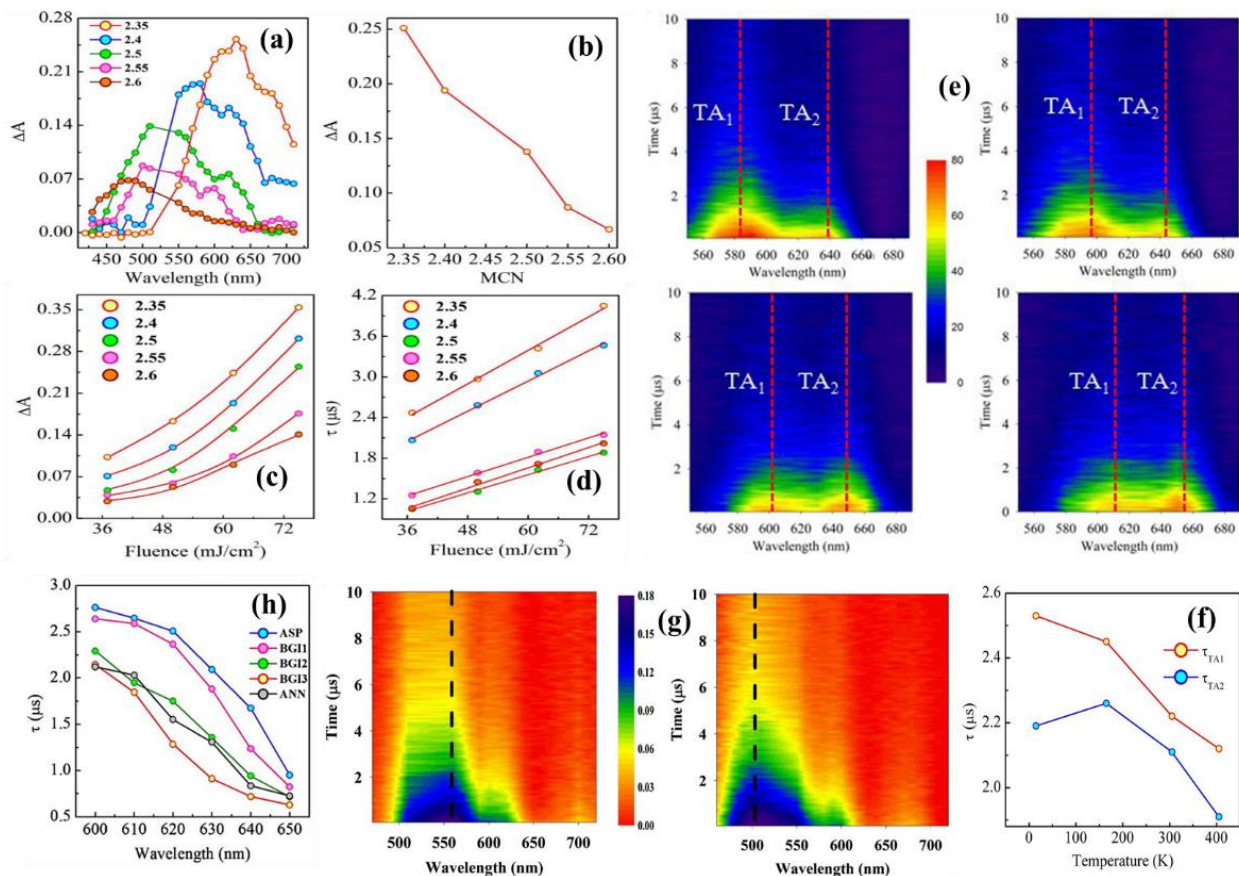 0.28
0.21
0.14
0.07
0.00
ΔA
2.35
2.4
2.5
2.55
2.6
(a)
450 500 550 600 650 700
Wavelength (nm)
0.25
0.20
0.15
0.10
0.05
ΔA
(b)
2.35 2.40 2.45 2.50 2.55 2.60
MCN
0.35
0.28
0.21
0.14
0.07
0.00
ΔA
2.35
2.4
2.5
2.55
2.6
(c)
36 48 60 72
Fluence (mJ/cm²)
4.2
3.6
3.0
2.4
1.8
1.2
τ (μs)
2.35
2.4
2.5
2.55
2.6
(d)
36 48 60 72
Fluence (mJ/cm²)
10
8
6
4
2
Time (μs)
TA₁ TA₂
560 580 600 620 640 660 680
Wavelength (nm)
(e)
80
60
40
20
0
10
8
6
4
2
Time (μs)
TA₁ TA₂
560 580 600 620 640 660 680
Wavelength (nm)
10
8
6
4
2
0
Time (μs)
TA₁ TA₂
560 580 600 620 640 660 680
Wavelength (nm)
10
8
6
4
2
0
Time (μs)
TA₁ TA₂
560 580 600 620 640 660 680
Wavelength (nm)
3.0
2.5
2.0
1.5
1.0
0.5
τ (μs)
(h)
ASP
BGI1
BGI2
BGI3
ANN
600 610 620 630 640 650
Wavelength (nm)
10
8
6
4
2
Time (μs)
500 550 600 650 700
Wavelength (nm)
(g)
0.18
0.15
0.13
0.10
0.08
0.05
0.03
0.00
10
8
6
4
2
Time (μs)
500 550 600 650 700
Wavelength (nm)
2.6
2.4
2.2
2.0
τ (μs)
(f)
τTA1
τTA2
0 100 200 300 400
Temperature (K)